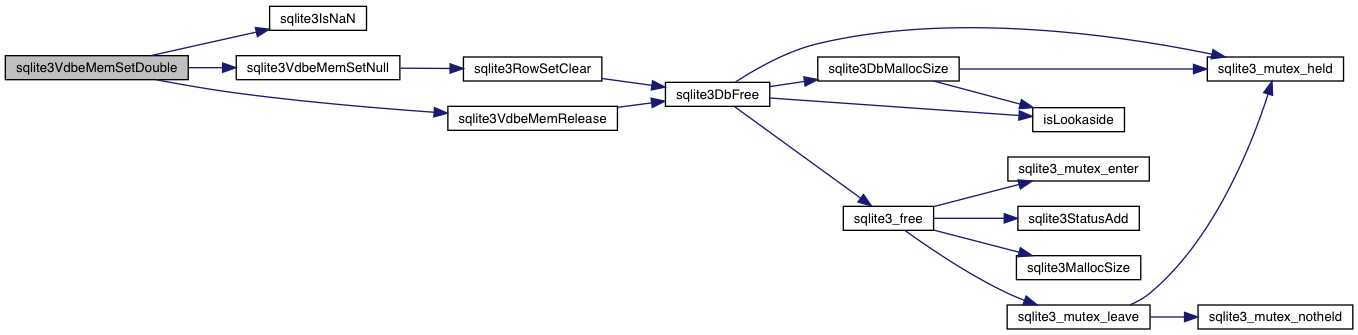 sqlite3IsNaN
sqlite3VdbeMemSetDouble
sqlite3VdbeMemSetNull
sqlite3RowSetClear
sqlite3DbMallocSize
sqlite3_mutex_held
sqlite3DbFree
sqlite3VdbeMemRelease
isLookaside
sqlite3_mutex_enter
sqlite3_free
sqlite3StatusAdd
sqlite3MallocSize
sqlite3_mutex_leave
sqlite3_mutex_notheld